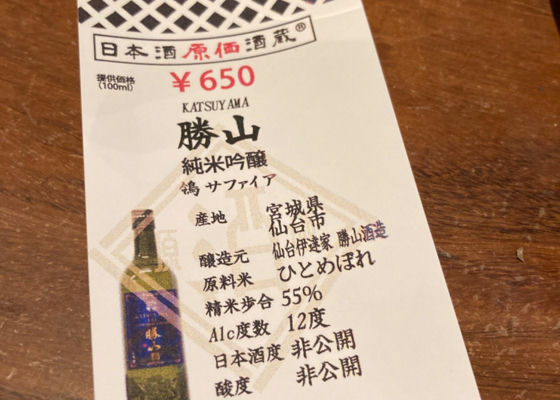 日本酒原価酒蔵®
提供価格
(100ml)
￥650
KATSUYAMA
勝山
純米吟醸
鴒 サファイア
産地 宮城県
仙台市
醸造元 仙台伊達家 勝山酒造
原料米 ひとめぼれ
精米歩合 55%
Alc度数 12度
日本酒度 非公開
酸度 非公開
勝山